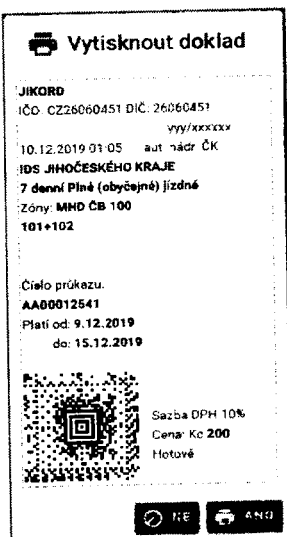 Vytisknout doklad
JIKORD
IČO: CZ26060451 DIČ: 26060451
yyy/xxxxxx
10.12.2019 01:05 aut. nádr. ČK
IDS JIHOČESKÉHO KRAJE
7 denní Plné (obyčejné) jízdné
Zóny: MHD ČB 100
101+102
Číslo průkazu:
AA00012541
Platí od: 9.12.2019
do: 15.12.2019
Sazba DPH 10%
Cena: Kč 200
Hotově
NE
ANO